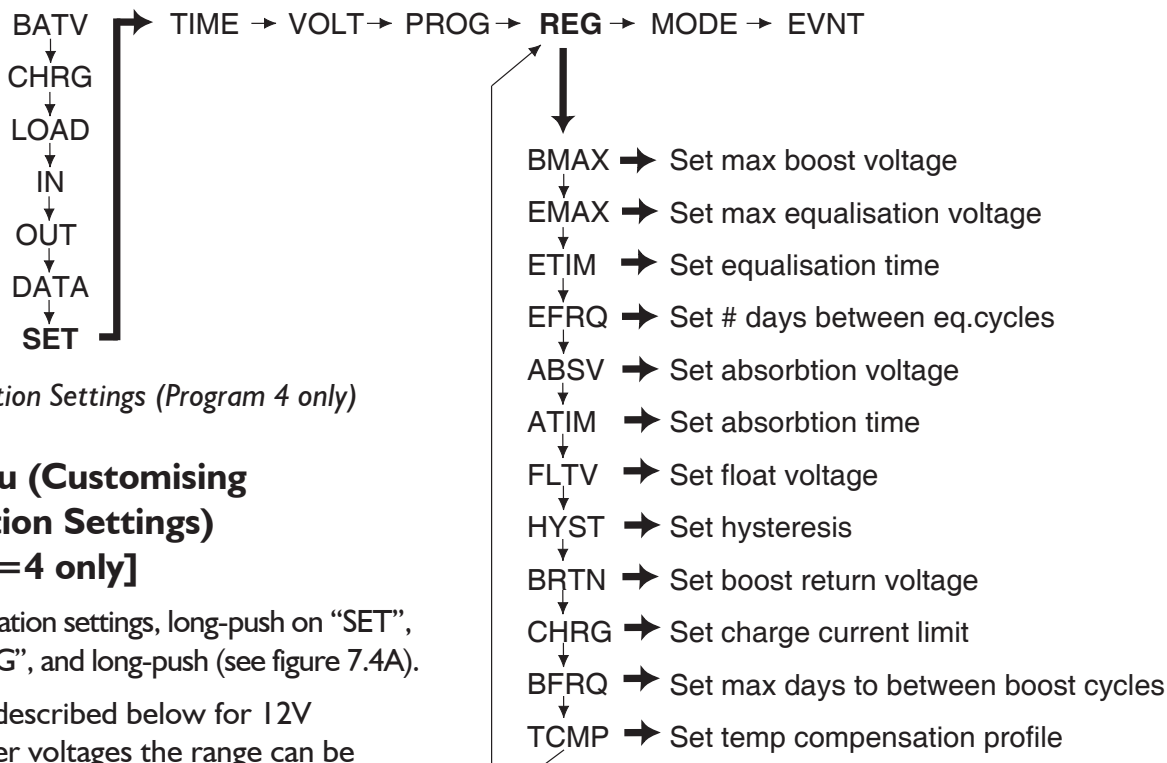 BATV
CHRG
LOAD
IN
OUT
DATA
SET
TIME VOLT PROG REG MODE EVNT
BMAX Set max boost voltage
EMAX Set max equalisation voltage
ETIM Set equalisation time
EFRQ Set # days between eq.cycles
ABSV Set absorbtion voltage
ATIM Set absorbtion time
FLTV Set float voltage
HYST Set hysteresis
BRTN Set boost return voltage
CHRG Set charge current limit
BFRQ Set max days to between boost cycles
TCMP Set temp compensation profile
tion Settings (Program 4 only)
u (Customising
tion Settings)
=4 only]
ation settings, long-push on “SET”,
G”, and long-push (see figure 7.4A).
described below for 12V
er voltages the range can be